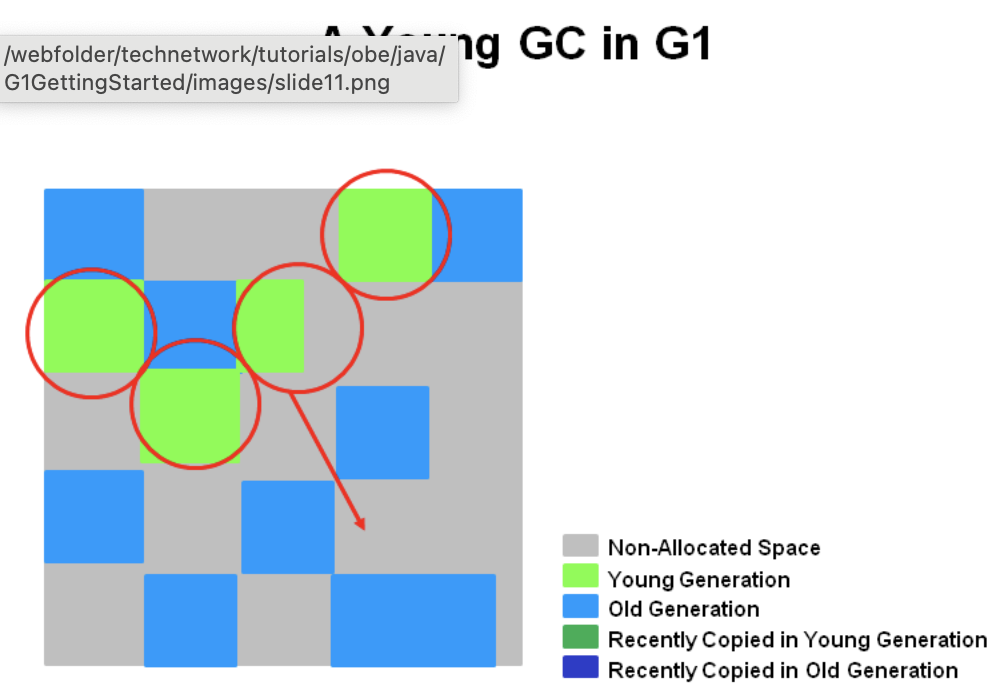 Young GC in G1
/webfolder/technetwork/tutorials/obe/java/
G1GettingStarted/images/slide11.png
Non-Allocated Space
Young Generation
Old Generation
Recently Copied in Young Generation
Recently Copied in Old Generation